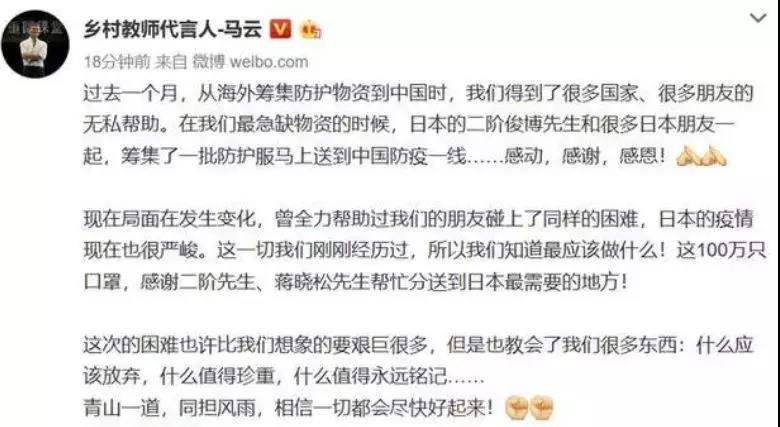 乡村教师代言人-马云
18分钟前 来自 微博 weibo.com
过去一个月，从海外筹集防护物资到中国时，我们得到了很多国家、很多朋友的
无私帮助。在我们最急缺物资的时候，日本的二阶俊博先生和很多日本朋友一
起，筹集了一批防护服马上送到中国防疫一线……感动，感谢，感恩！
现在局面在发生变化，曾全力帮助过我们的朋友碰上了同样的困难，日本的疫情
现在也很严峻。这一切我们刚刚经历过，所以我们知道最应该做什么！这100万只
口罩，感谢二阶先生、蒋晓松先生帮忙分送到日本最需要的地方！
这次的困难也许比我们想象的要艰巨很多，但是也教会了我们很多东西：什么应
该放弃，什么值得珍重，什么值得永远铭记……
青山一道，同担风雨，相信一切都会尽快好起来！